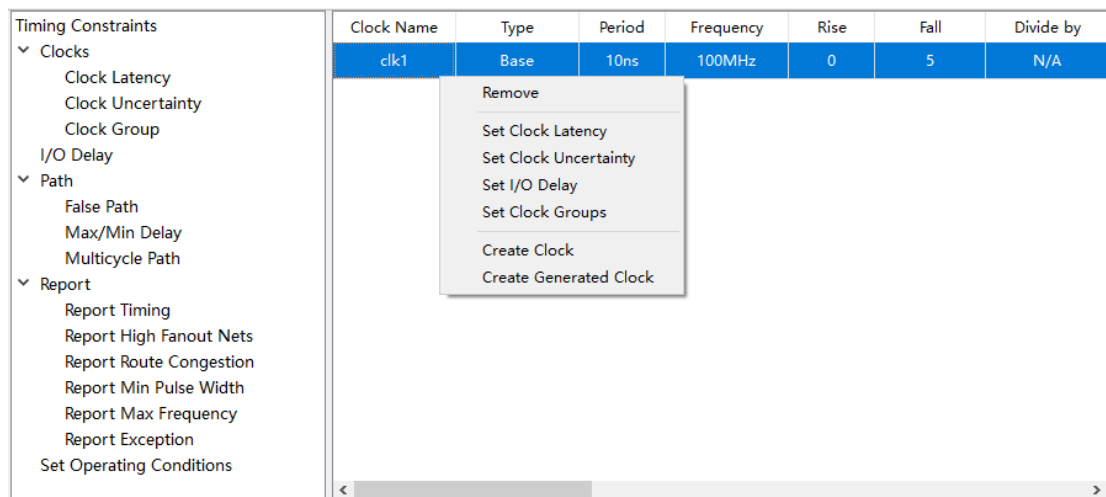 Timing Constraints
Clocks
Clock Latency
Clock Uncertainty
Clock Group
I/O Delay
Path
False Path
Max/Min Delay
Multicycle Path
Report
Report Timing
Report High Fanout Nets
Report Route Congestion
Report Min Pulse Width
Report Max Frequency
Report Exception
Set Operating Conditions
Clock Name Type Period Frequency Rise Fall Divide by
clk1 Base 10ns 100MHz 0 5 N/A
Remove
Set Clock Latency
Set Clock Uncertainty
Set I/O Delay
Set Clock Groups
Create Clock
Create Generated Clock